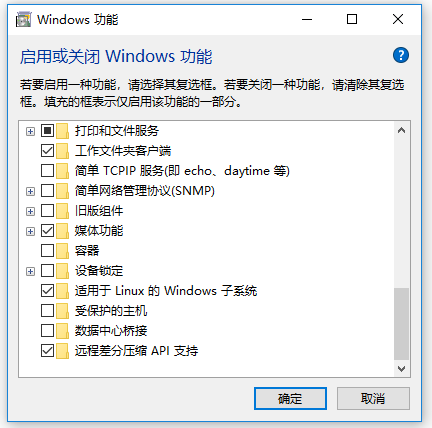 Windows 功能
启用或关闭 Windows 功能
若要启用一种功能，请选择其复选框。若要关闭一种功能，请清除其复选
框。填充的框表示仅启用该功能的一部分。
打印和文件服务
工作文件夹客户端
简单 TCPIP 服务(即 echo、daytime 等)
简单网络管理协议(SNMP)
旧版组件
媒体功能
容器
设备锁定
适用于 Linux 的 Windows 子系统
受保护的主机
数据中心桥接
远程差分压缩 API 支持
确定
取消